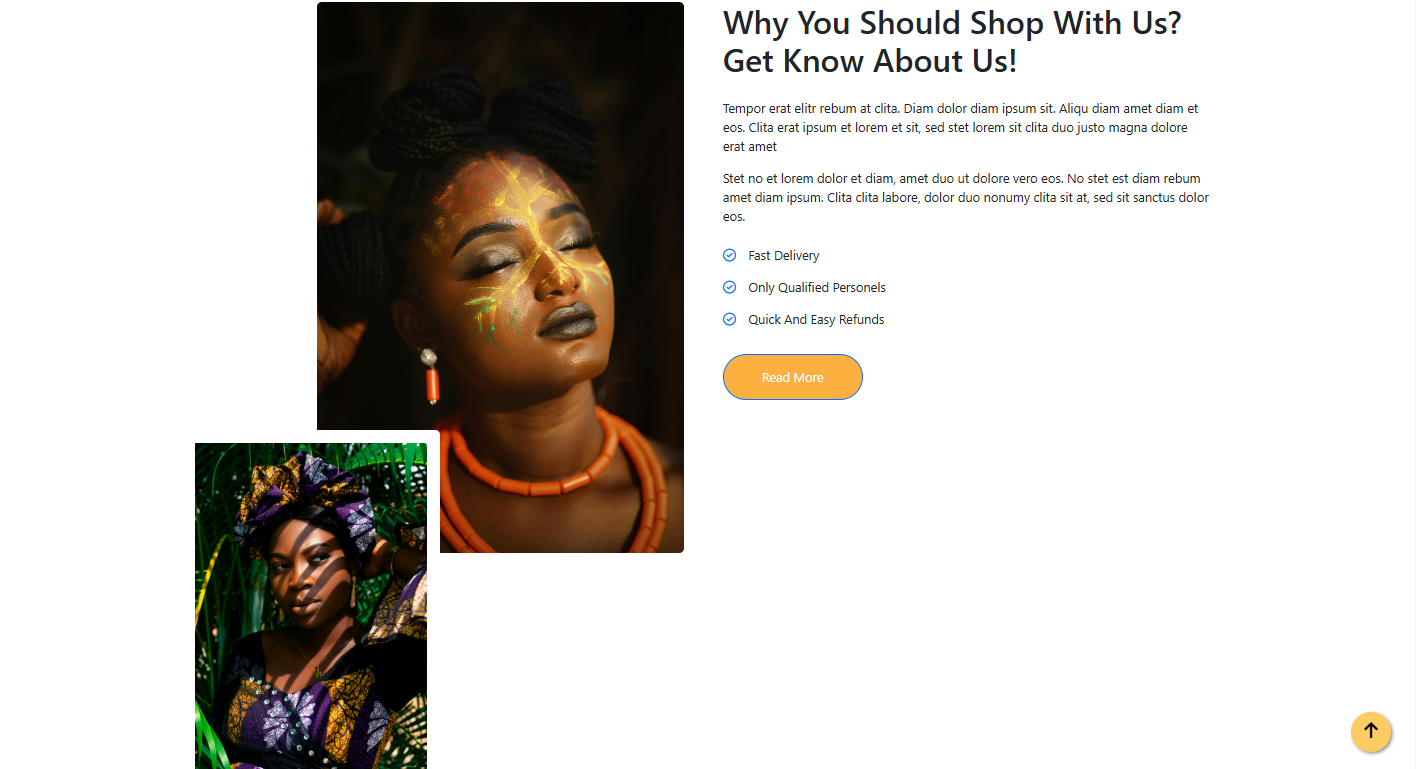 Why You Should Shop With Us?
Get Know About Us!
Tempor erat elitr rebum at clita. Diam dolor diam ipsum sit. Aliqu diam amet diam et
eos. Clita erat ipsum et lorem et sit, sed stet lorem sit clita duo justo magna dolore
erat amet
Stet no et lorem dolor et diam, amet duo ut dolore vero eos. No stet est diam rebum
amet diam ipsum. Clita clita labore, dolor duo nonumy clita sit at, sed sit sanctus dolor
eos.
Fast Delivery
Only Qualified Personels
Quick And Easy Refunds
Read More